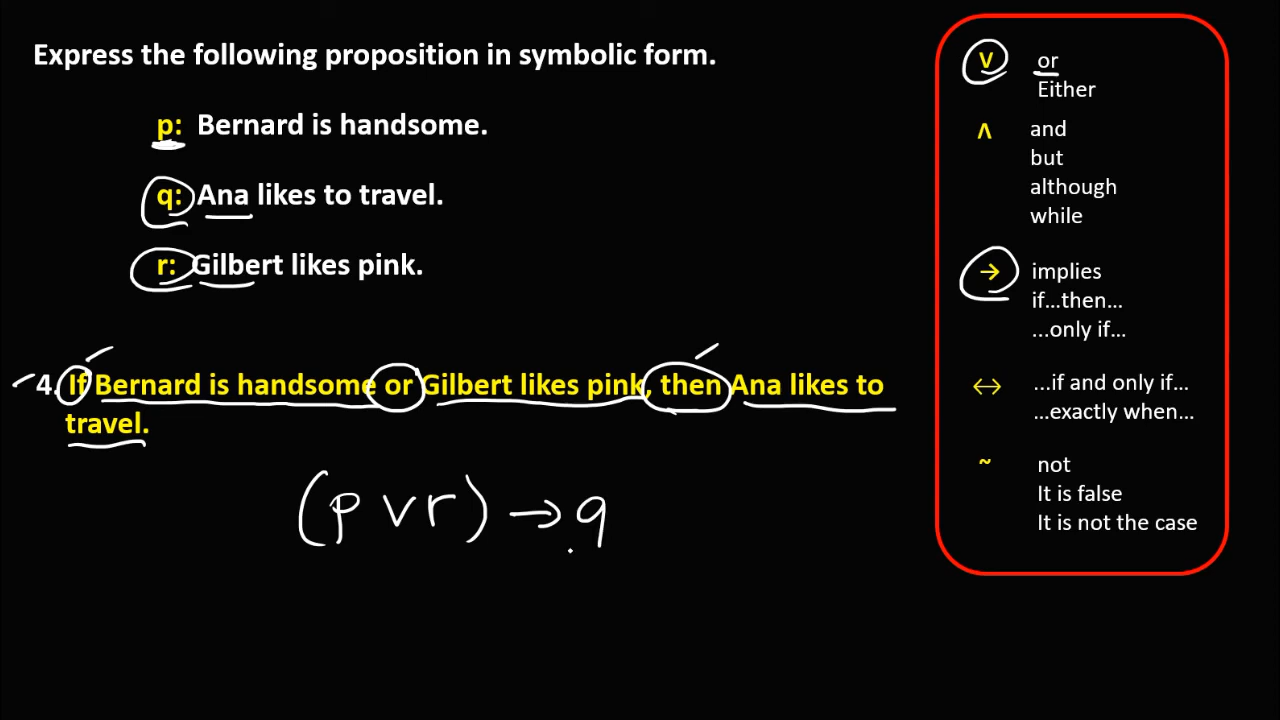 Express the following proposition in symbolic form.
p: Bernard is handsome.
q: Ana likes to travel.
r: Gilbert likes pink.
4. If Bernard is handsome or Gilbert likes pink, then Ana likes to
travel.
(p v r) → q
v or
Either
ʌ and
but
although
while
→ implies
if...then...
...only if...
↔ ...if and only if...
...exactly when...
~ not
It is false
It is not the case